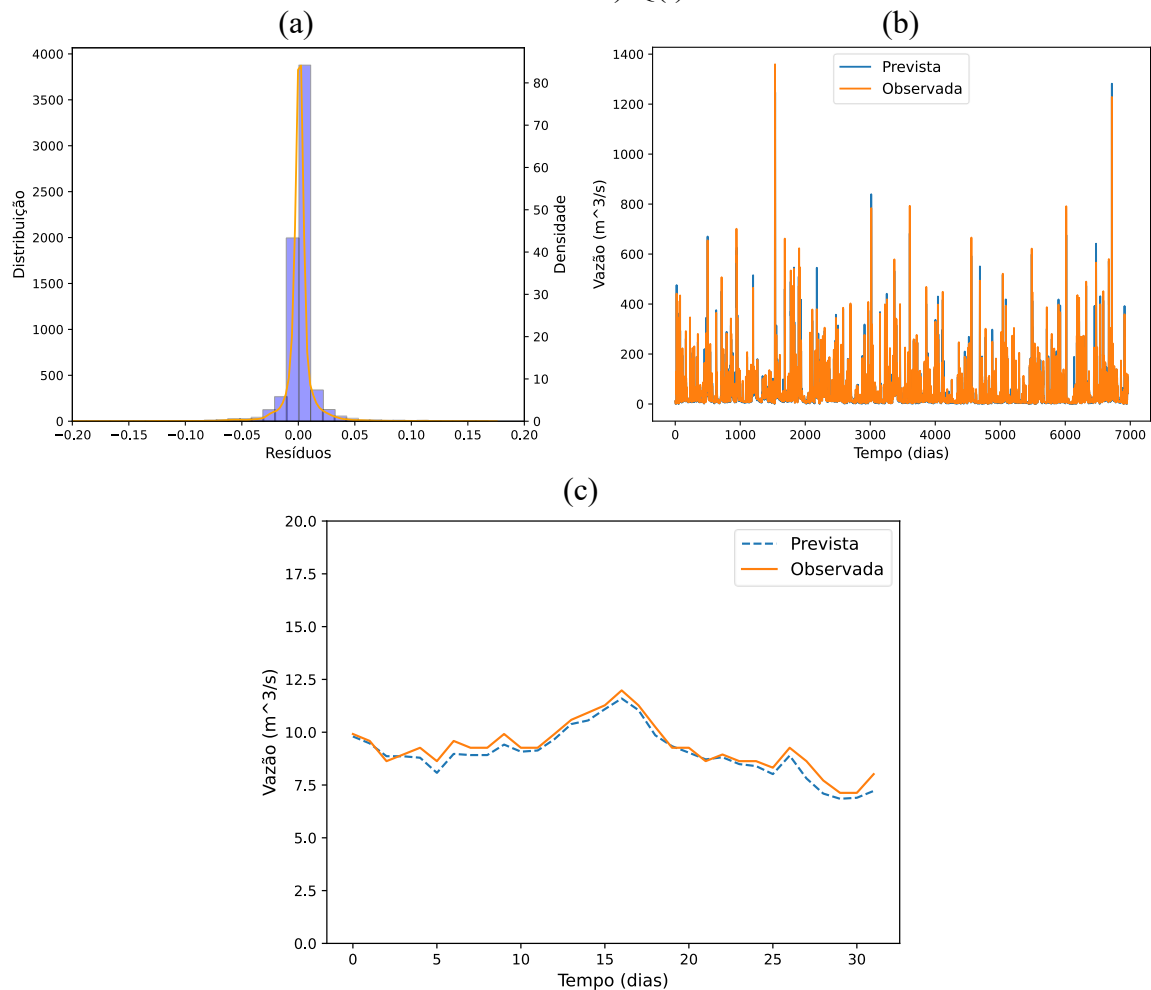 (a)
4000
3500
3000
2500
2000
1500
1000
500
0
Distribuição
80
70
60
50
40
30
20
10
0
Densidade
−0.20 −0.15 −0.10 −0.05 0.00 0.05 0.10 0.15 0.20
Resíduos
(b)
1400
1200
1000
800
600
400
200
0
Vazão (m^3/s)
Prevista
Observada
0 1000 2000 3000 4000 5000 6000 7000
Tempo (dias)
(c)
20.0
17.5
15.0
12.5
10.0
7.5
5.0
2.5
0.0
Vazão (m^3/s)
Prevista
Observada
0 5 10 15 20 25 30
Tempo (dias)